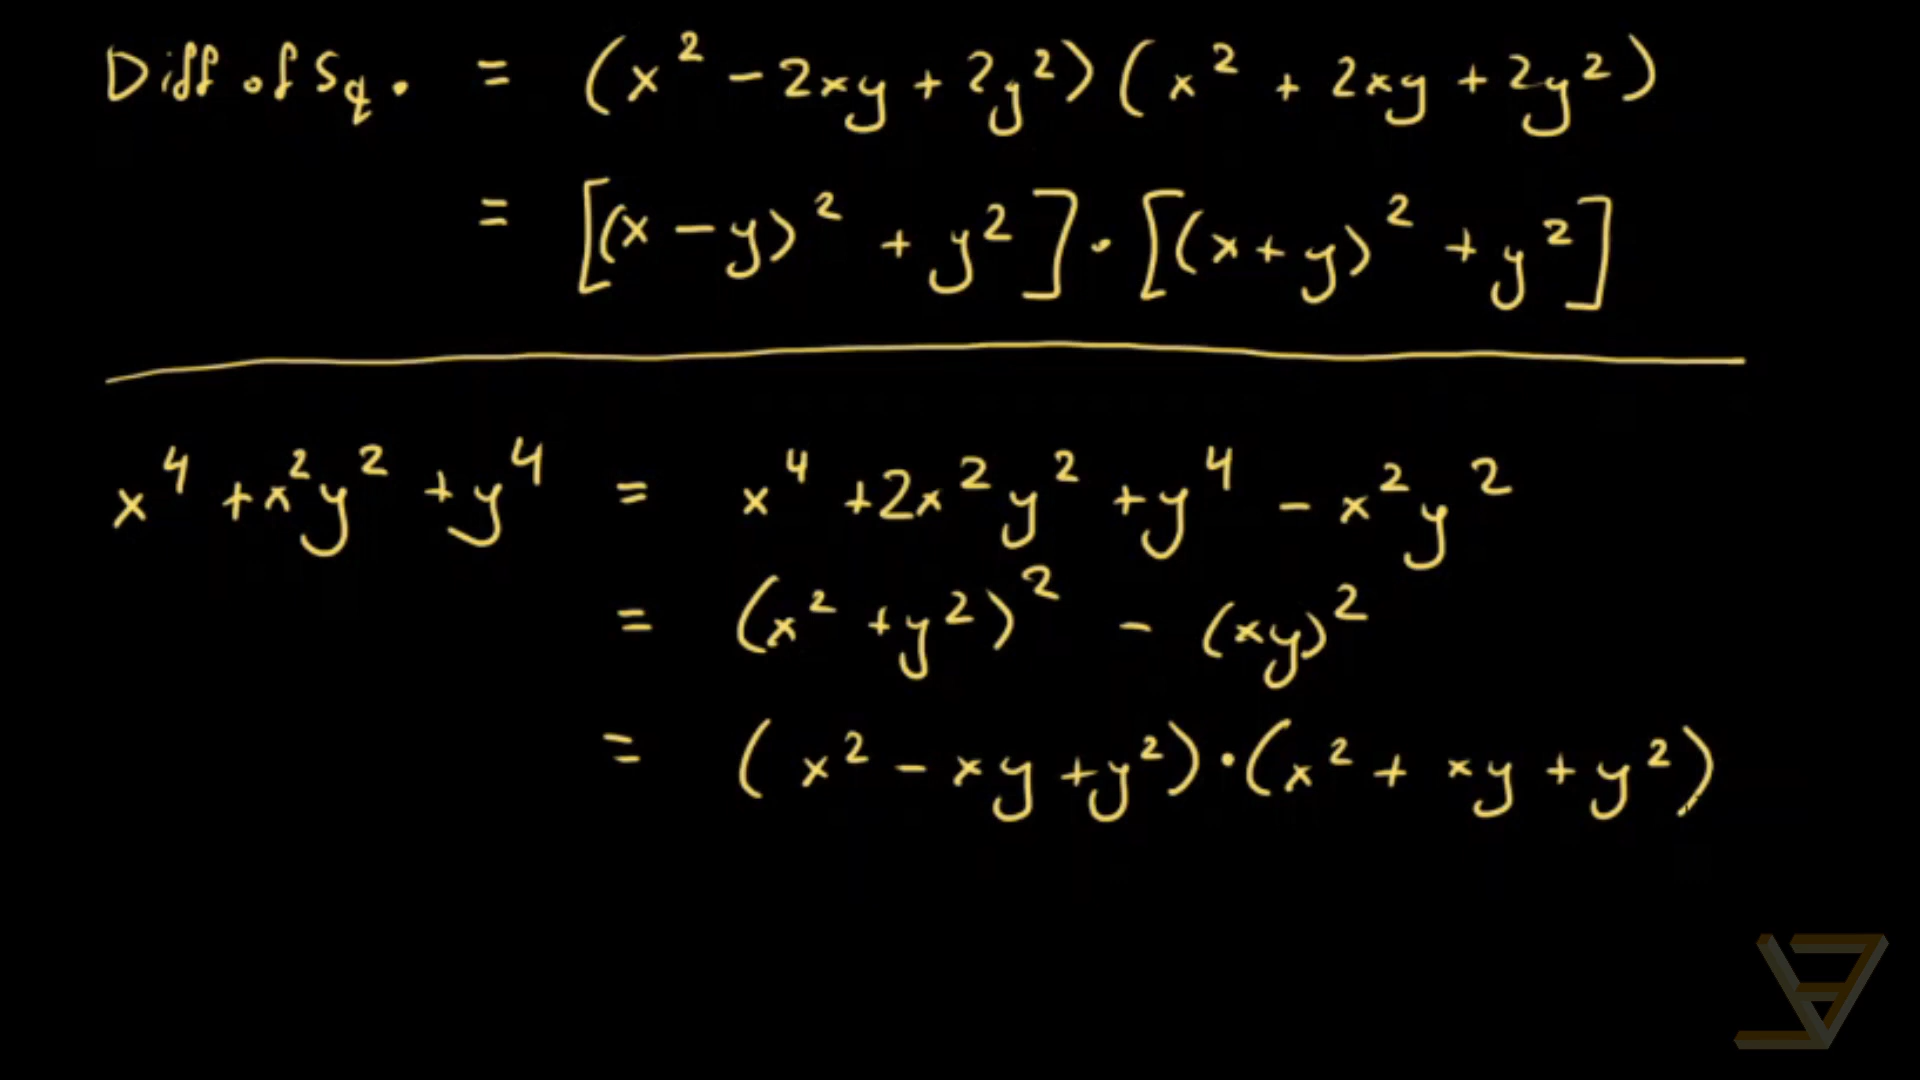 Diff of Sq. = (x² - 2xy + 2y²)(x² + 2xy + 2y²)
= [(x - y)² + y²] · [(x + y)² + y²]
x⁴ + x²y² + y⁴ = x⁴ + 2x²y² + y⁴ - x²y²
= (x² + y²)² - (xy)²
= (x² - xy + y²) · (x² + xy + y²)